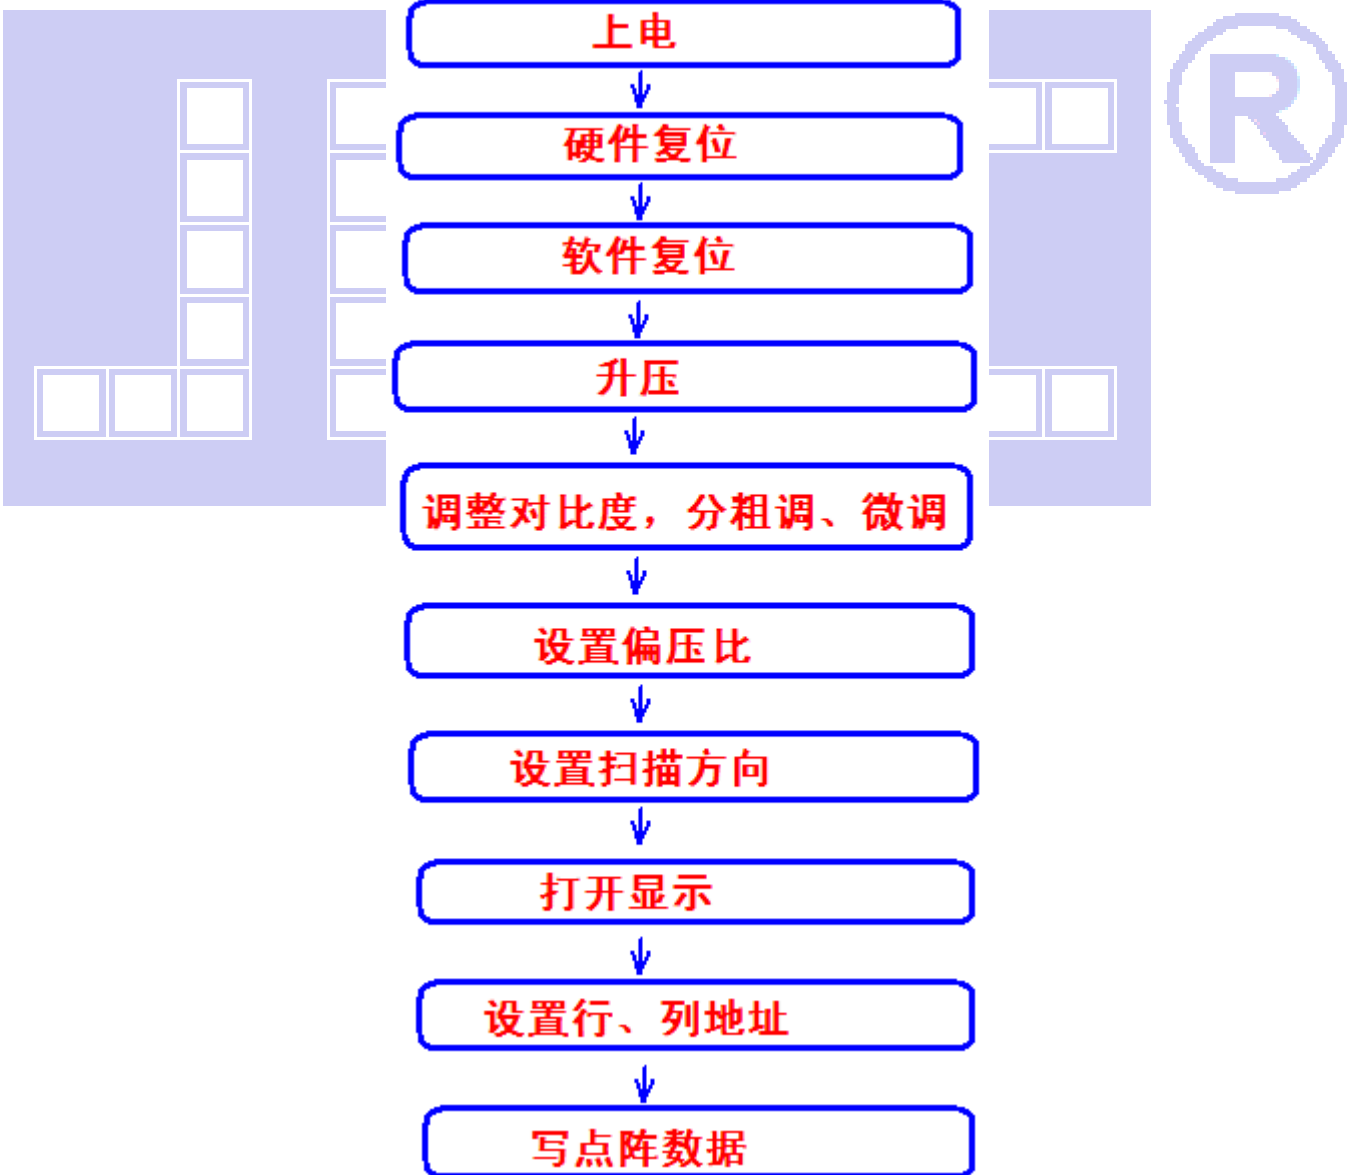 上电
R
硬件复位
软件复位
升压
调整对比度，分粗调、微调
设置偏压比
设置扫描方向
打开显示
设置行、列地址
写点阵数据